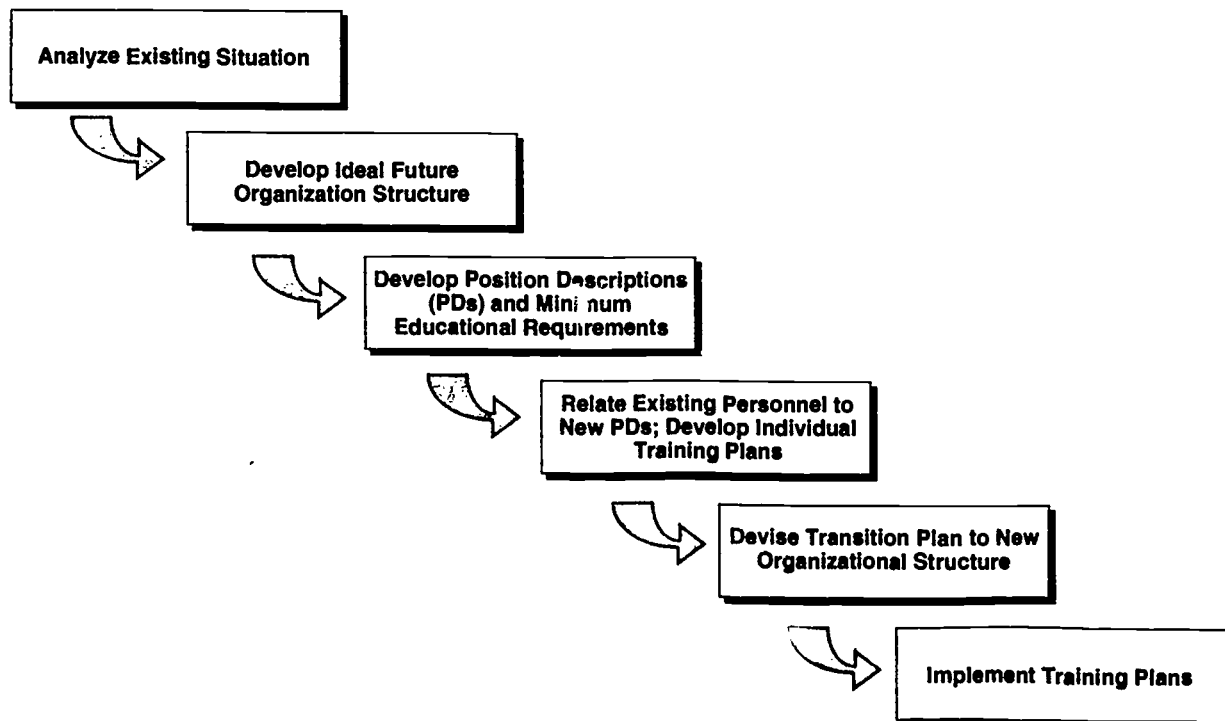 Analyze Existing Situation
Develop Ideal Future
Organization Structure
Develop Position Descriptions
(PDs) and Minimum
Educational Requirements
Relate Existing Personnel to
New PDs; Develop Individual
Training Plans
Devise Transition Plan to New
Organizational Structure
Implement Training Plans